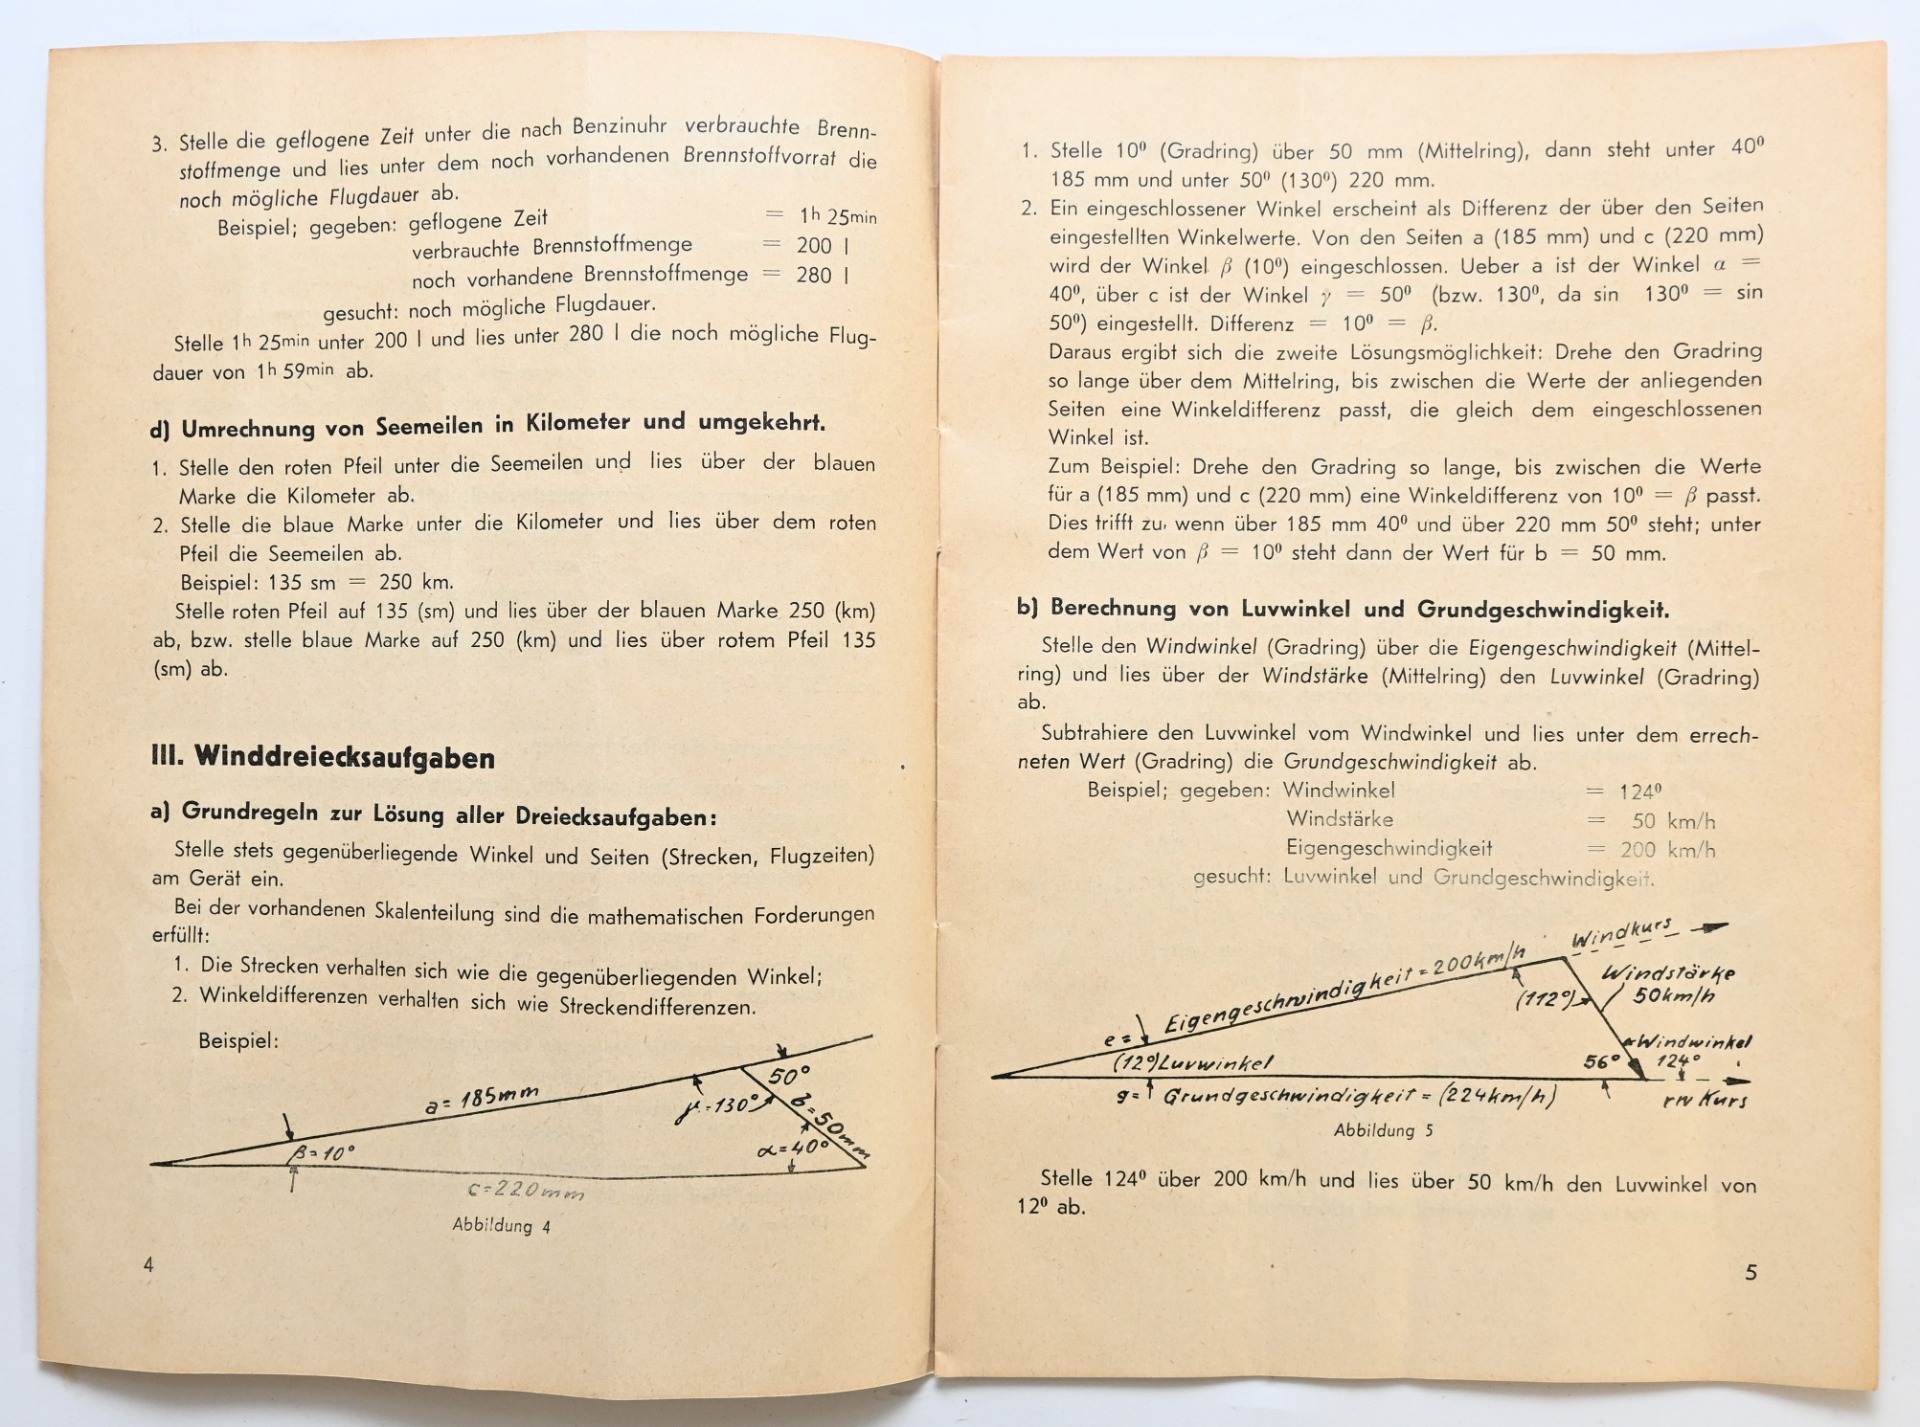 3. Stelle die geflogene Zeit unter die nach Benzinuhr verbrauchte Brenn-
stoffmenge und lies unter dem noch vorhandenen Brennstoffvorrat die
noch mögliche Flugdauer ab.
Beispiel; gegeben: geflogene Zeit = 1h 25min
verbrauchte Brennstoffmenge = 200 l
noch vorhandene Brennstoffmenge = 280 l
gesucht: noch mögliche Flugdauer.
Stelle 1h 25min unter 200 l und lies unter 280 l die noch mögliche Flug-
dauer von 1h 59min ab.
d) Umrechnung von Seemeilen in Kilometer und umgekehrt.
1. Stelle den roten Pfeil unter die Seemeilen und lies über der blauen
Marke die Kilometer ab.
2. Stelle die blaue Marke unter die Kilometer und lies über dem roten
Pfeil die Seemeilen ab.
Beispiel: 135 sm = 250 km.
Stelle roten Pfeil auf 135 (sm) und lies über der blauen Marke 250 (km)
ab, bzw. stelle blaue Marke auf 250 (km) und lies über rotem Pfeil 135
(sm) ab.
III. Winddreiecksaufgaben
a) Grundregeln zur Lösung aller Dreiecksaufgaben:
Stelle stets gegenüberliegende Winkel und Seiten (Strecken, Flugzeiten)
am Gerät ein.
Bei der vorhandenen Skalenteilung sind die mathematischen Forderungen
erfüllt:
1. Die Strecken verhalten sich wie die gegenüberliegenden Winkel;
2. Winkeldifferenzen verhalten sich wie Streckendifferenzen.
Beispiel:
a = 185mm
50°
γ = 130°
b = 50mm
β = 10°
α = 40°
c = 220mm
Abbildung 4
4
1. Stelle 10⁰ (Gradring) über 50 mm (Mittelring), dann steht unter 40⁰
185 mm und unter 50⁰ (130⁰) 220 mm.
2. Ein eingeschlossener Winkel erscheint als Differenz der über den Seiten
eingestellten Winkelwerte. Von den Seiten a (185 mm) und c (220 mm)
wird der Winkel β (10⁰) eingeschlossen. Ueber a ist der Winkel α =
40⁰, über c ist der Winkel γ = 50⁰ (bzw. 130⁰, da sin 130⁰ = sin
50⁰) eingestellt. Differenz = 10⁰ = β.
Daraus ergibt sich die zweite Lösungsmöglichkeit: Drehe den Gradring
so lange über dem Mittelring, bis zwischen die Werte der anliegenden
Seiten eine Winkeldifferenz passt, die gleich dem eingeschlossenen
Winkel ist.
Zum Beispiel: Drehe den Gradring so lange, bis zwischen die Werte
für a (185 mm) und c (220 mm) eine Winkeldifferenz von 10⁰ = β passt.
Dies trifft zu, wenn über 185 mm 40⁰ und über 220 mm 50⁰ steht; unter
dem Wert von β = 10⁰ steht dann der Wert für b = 50 mm.
b) Berechnung von Luvwinkel und Grundgeschwindigkeit.
Stelle den Windwinkel (Gradring) über die Eigengeschwindigkeit (Mittel-
ring) und lies über der Windstärke (Mittelring) den Luvwinkel (Gradring)
ab.
Subtrahiere den Luvwinkel vom Windwinkel und lies unter dem errech-
neten Wert (Gradring) die Grundgeschwindigkeit ab.
Beispiel; gegeben: Windwinkel = 124⁰
Windstärke = 50 km/h
Eigengeschwindigkeit = 200 km/h
gesucht: Luvwinkel und Grundgeschwindigkeit.
Windkurs
e = Eigengeschwindigkeit = 200km/h
Windstärke
50km/h
(112°)
Windwinkel
(12°) Luvwinkel
56°
124°
g = Grundgeschwindigkeit = (224km/h)
rw Kurs
Abbildung 5
Stelle 124⁰ über 200 km/h und lies über 50 km/h den Luvwinkel von
12⁰ ab.
5